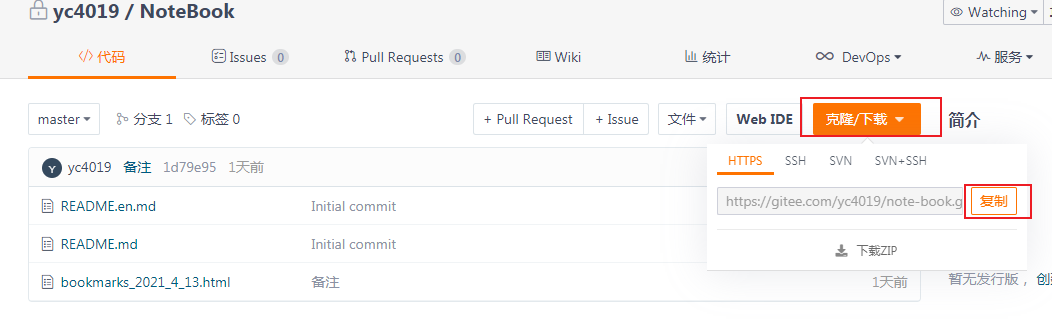 yc4019 / NoteBook
Watching
代码
Issues 0
Pull Requests 0
Wiki
统计
DevOps
服务
master
分支 1
标签 0
+ Pull Request
+ Issue
文件
Web IDE
克隆/下载
简介
HTTPS SSH SVN SVN+SSH
https://gitee.com/yc4019/note-book.g
复制
下载ZIP
Y yc4019 备注 1d79e95 1天前
README.en.md Initial commit
README.md Initial commit
bookmarks_2021_4_13.html 备注 1天前
暂无发行版，